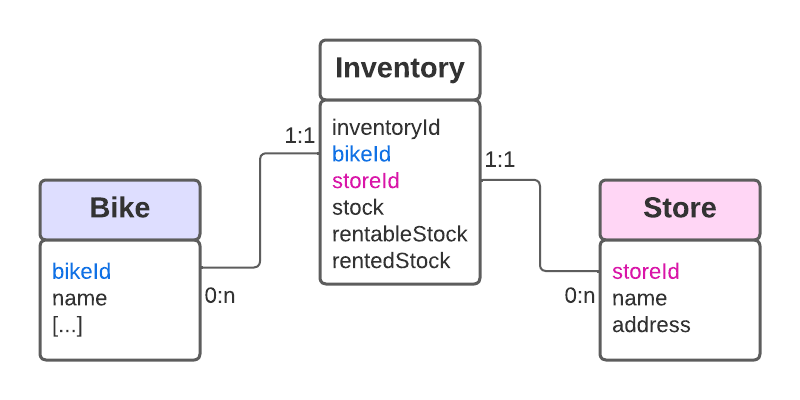 Inventory
inventoryId
bikeId
storeId
stock
rentableStock
rentedStock
1:1
1:1
Bike
bikeId
name
[...]
0:n
Store
storeId
name
address
0:n